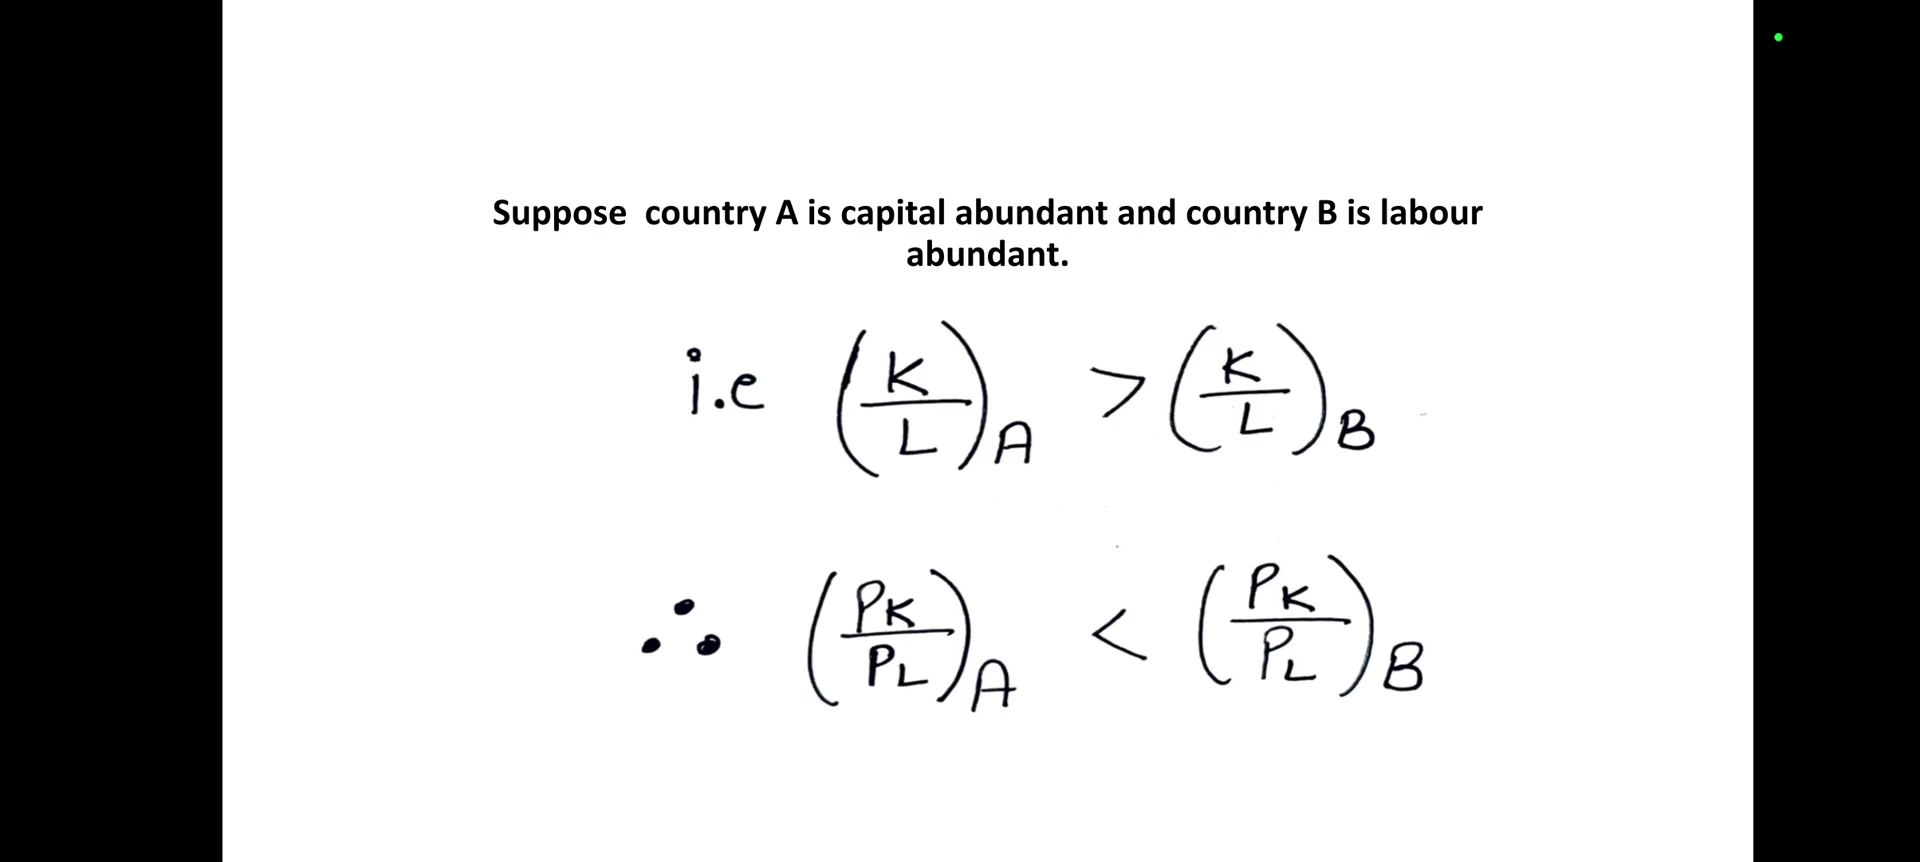 Suppose  country A is capital abundant and country B is labour
abundant.
i.e (K/L)A > (K/L)B
∴ (PK/PL)A < (PK/PL)B